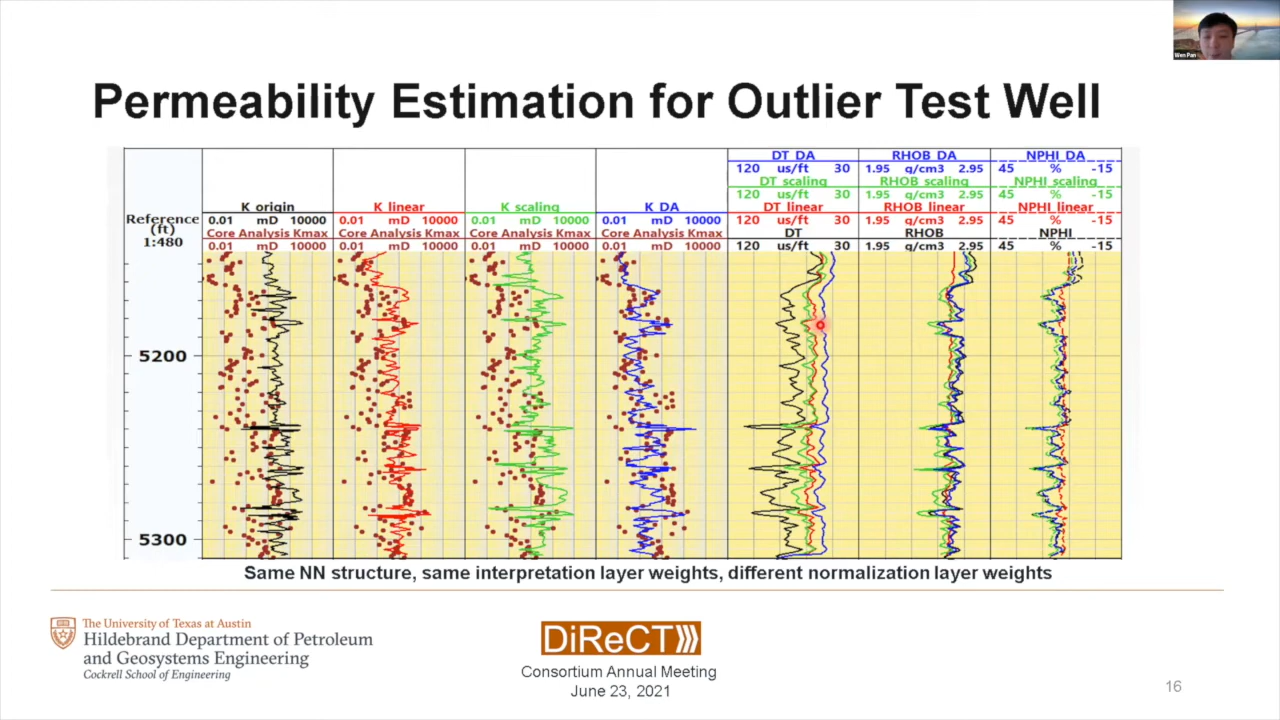 Wen Pan
Permeability Estimation for Outlier Test Well
DT DA RHOB DA NPHI DA
120 us/ft 30 1.95 g/cm3 2.95 45 % -15
DT scaling RHOB scaling NPHI scaling
120 us/ft 30 1.95 g/cm3 2.95 45 % -15
K origin K linear K scaling K DA DT linear RHOB linear NPHI linear
Reference (ft) 1:480
0.01 mD 10000 0.01 mD 10000 0.01 mD 10000 0.01 mD 10000 120 us/ft 30 1.95 g/cm3 2.95 45 % -15
Core Analysis Kmax Core Analysis Kmax Core Analysis Kmax Core Analysis Kmax DT RHOB NPHI
0.01 mD 10000 0.01 mD 10000 0.01 mD 10000 0.01 mD 10000 120 us/ft 30 1.95 g/cm3 2.95 45 % -15
5200
5300
Same NN structure, same interpretation layer weights, different normalization layer weights
The University of Texas at Austin
Hildebrand Department of Petroleum
and Geosystems Engineering
Cockrell School of Engineering
DiReCT
Consortium Annual Meeting
June 23, 2021
16